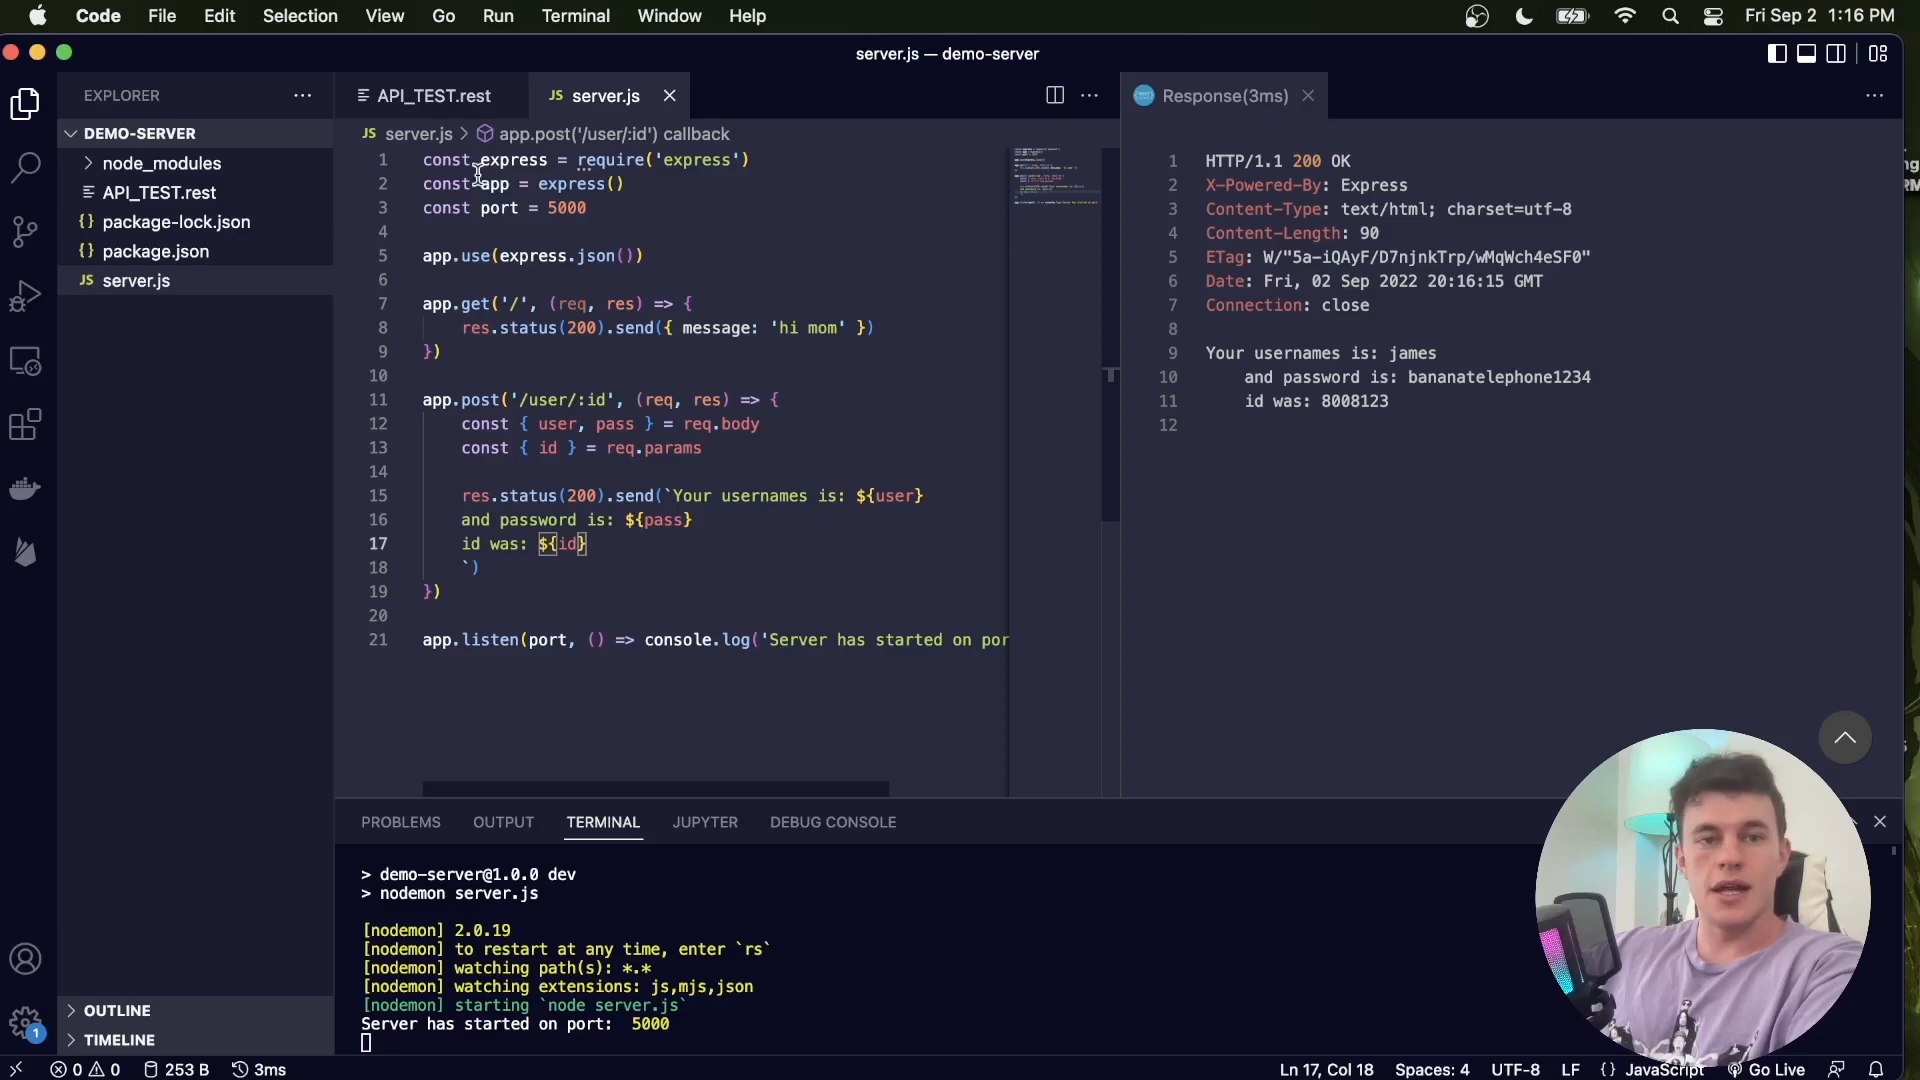 Code File Edit Selection View Go Run Terminal Window Help Fri Sep 2 1:16 PM
server.js — demo-server
EXPLORER
DEMO-SERVER
node_modules
API_TEST.rest
package-lock.json
package.json
JS server.js
OUTLINE
TIMELINE
API_TEST.rest JS server.js
JS server.js > app.post('/user/:id') callback
1 const express = require('express')
2 const app = express()
3 const port = 5000
4
5 app.use(express.json())
6
7 app.get('/', (req, res) => {
8 res.status(200).send({ message: 'hi mom' })
9 })
10
11 app.post('/user/:id', (req, res) => {
12 const { user, pass } = req.body
13 const { id } = req.params
14
15 res.status(200).send(`Your usernames is: ${user}
16 and password is: ${pass}
17 id was: ${id}
18 `)
19 })
20
21 app.listen(port, () => console.log('Server has started on por
Response(3ms)
1 HTTP/1.1 200 OK
2 X-Powered-By: Express
3 Content-Type: text/html; charset=utf-8
4 Content-Length: 90
5 ETag: W/"5a-iQAyF/D7njnkTrp/wMqWch4eSF0"
6 Date: Fri, 02 Sep 2022 20:16:15 GMT
7 Connection: close
8
9 Your usernames is: james
10 and password is: bananatelephone1234
11 id was: 8008123
12
PROBLEMS OUTPUT TERMINAL JUPYTER DEBUG CONSOLE
> demo-server@1.0.0 dev
> nodemon server.js
[nodemon] 2.0.19
[nodemon] to restart at any time, enter `rs`
[nodemon] watching path(s): *.*
[nodemon] watching extensions: js,mjs,json
[nodemon] starting `node server.js`
Server has started on port: 5000
1
0 0 253 B 3ms Ln 17, Col 18 Spaces: 4 UTF-8 LF {} JavaScript Go Live